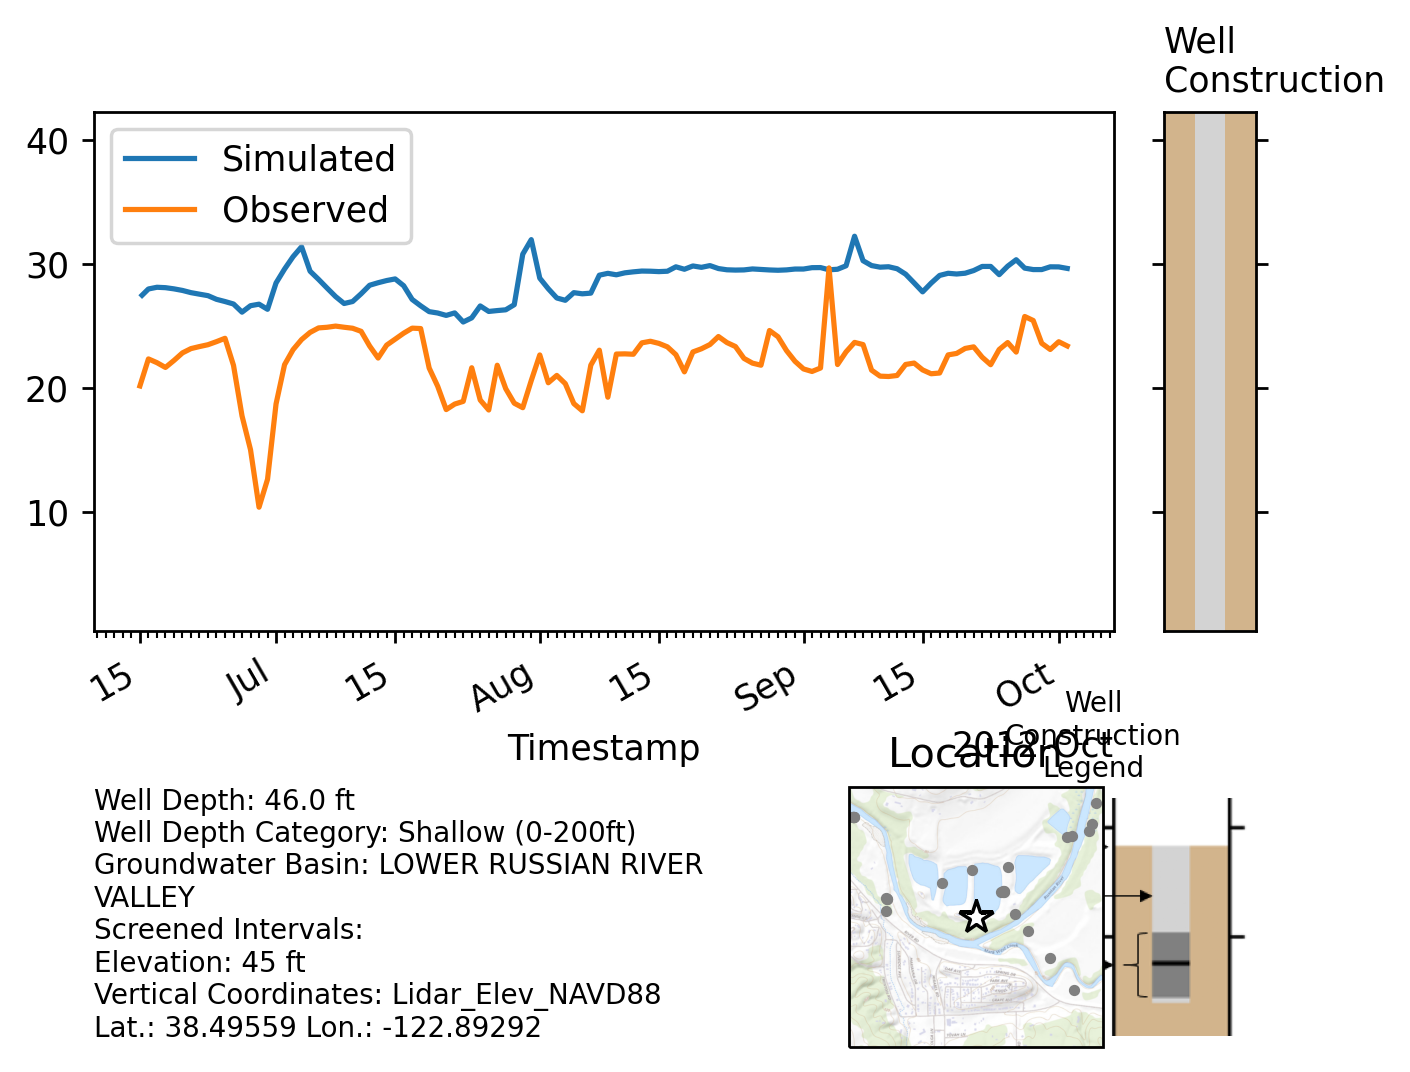 Well
Construction
40
30
20
10
Simulated
Observed
15
Jul
15
Aug
15
Sep
15
Oct
Timestamp
2012-Oct
Location
Well
Construction
Legend
Well Depth: 46.0 ft
Well Depth Category: Shallow (0-200ft)
Groundwater Basin: LOWER RUSSIAN RIVER
VALLEY
Screened Intervals:
Elevation: 45 ft
Vertical Coordinates: Lidar_Elev_NAVD88
Lat.: 38.49559 Lon.: -122.89292